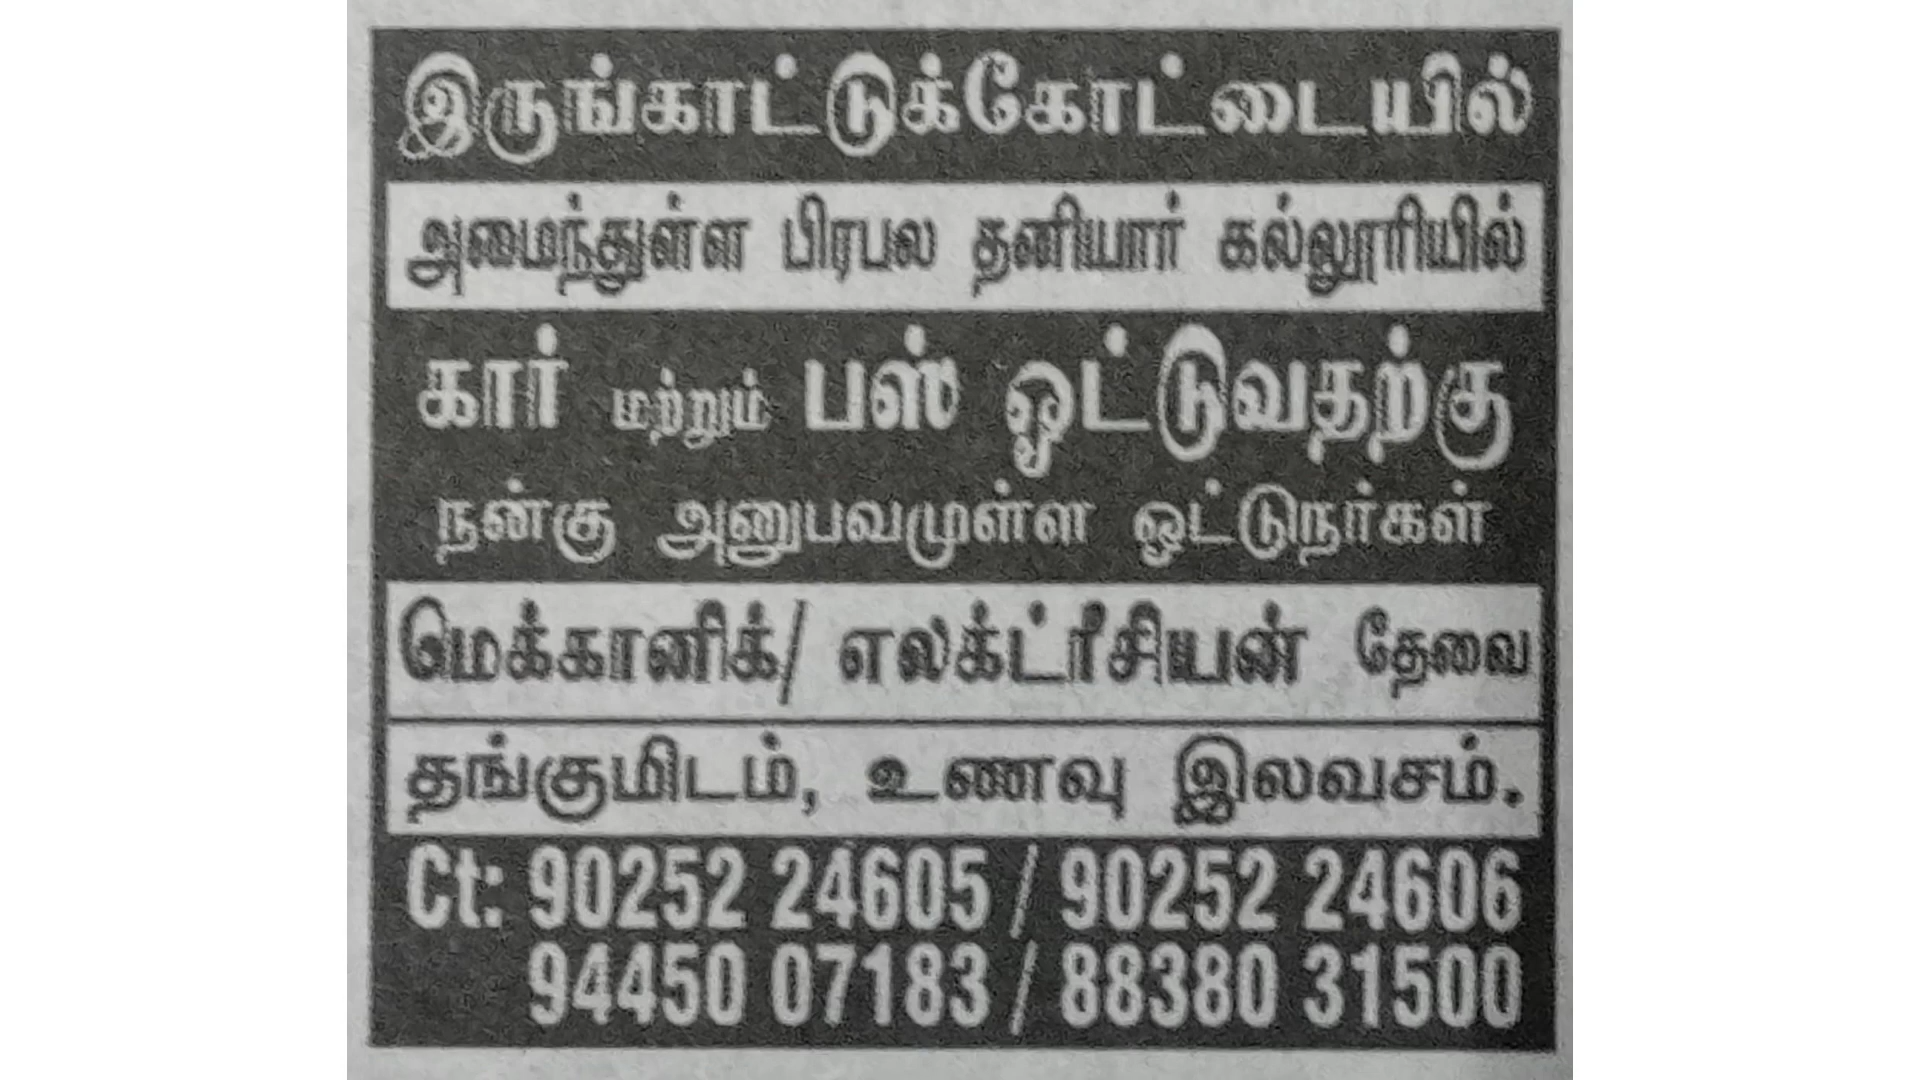 இருங்காட்டுக்கோட்டையில்
அமைந்துள்ள பிரபல தனியார் கல்லூரியில்
கார் மற்றும் பஸ் ஓட்டுவதற்கு
நன்கு அனுபவமுள்ள ஓட்டுநர்கள்
மெக்கானிக்/ எலக்ட்ரீசியன் தேவை
தங்குமிடம், உணவு இலவசம்.
Ct: 90252 24605 / 90252 24606
94450 07183 / 88380 31500